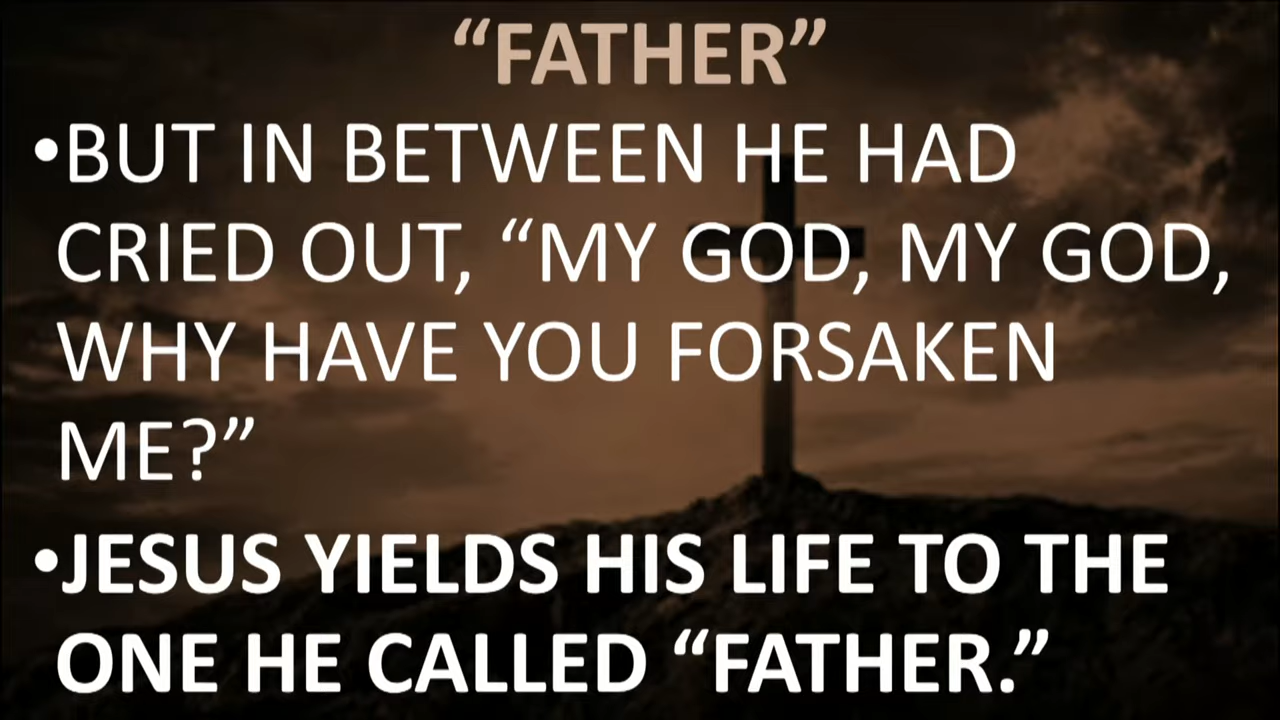 “FATHER”
•BUT IN BETWEEN HE HAD
CRIED OUT, “MY GOD, MY GOD,
WHY HAVE YOU FORSAKEN
ME?”
•JESUS YIELDS HIS LIFE TO THE
ONE HE CALLED “FATHER.”